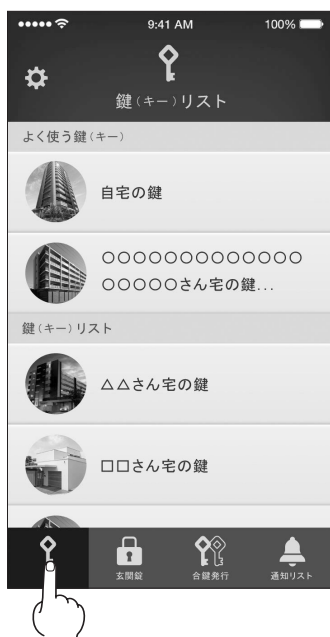 9:41 AM
100%
鍵(キー)リスト
よく使う鍵(キー)
自宅の鍵
○○○○○○○○○○○○○
○○○○○さん宅の鍵...
鍵(キー)リスト
△△さん宅の鍵
□□さん宅の鍵
玄関錠
合鍵発行
通知リスト